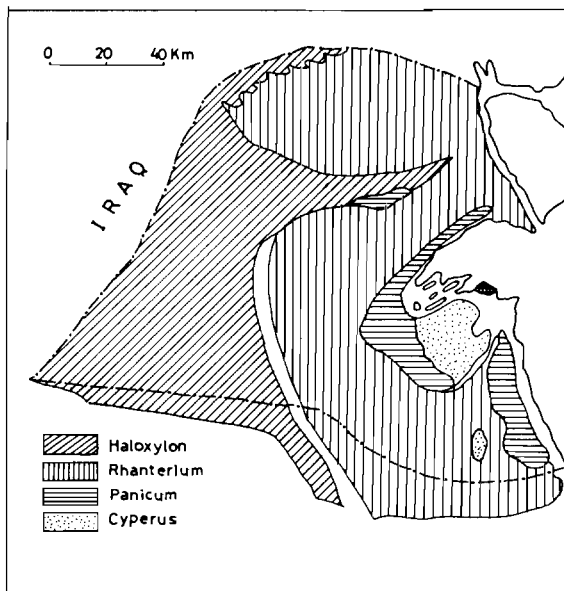 0 20 40 Km
IRAQ
Haloxylon
Rhanterium
Panicum
Cyperus